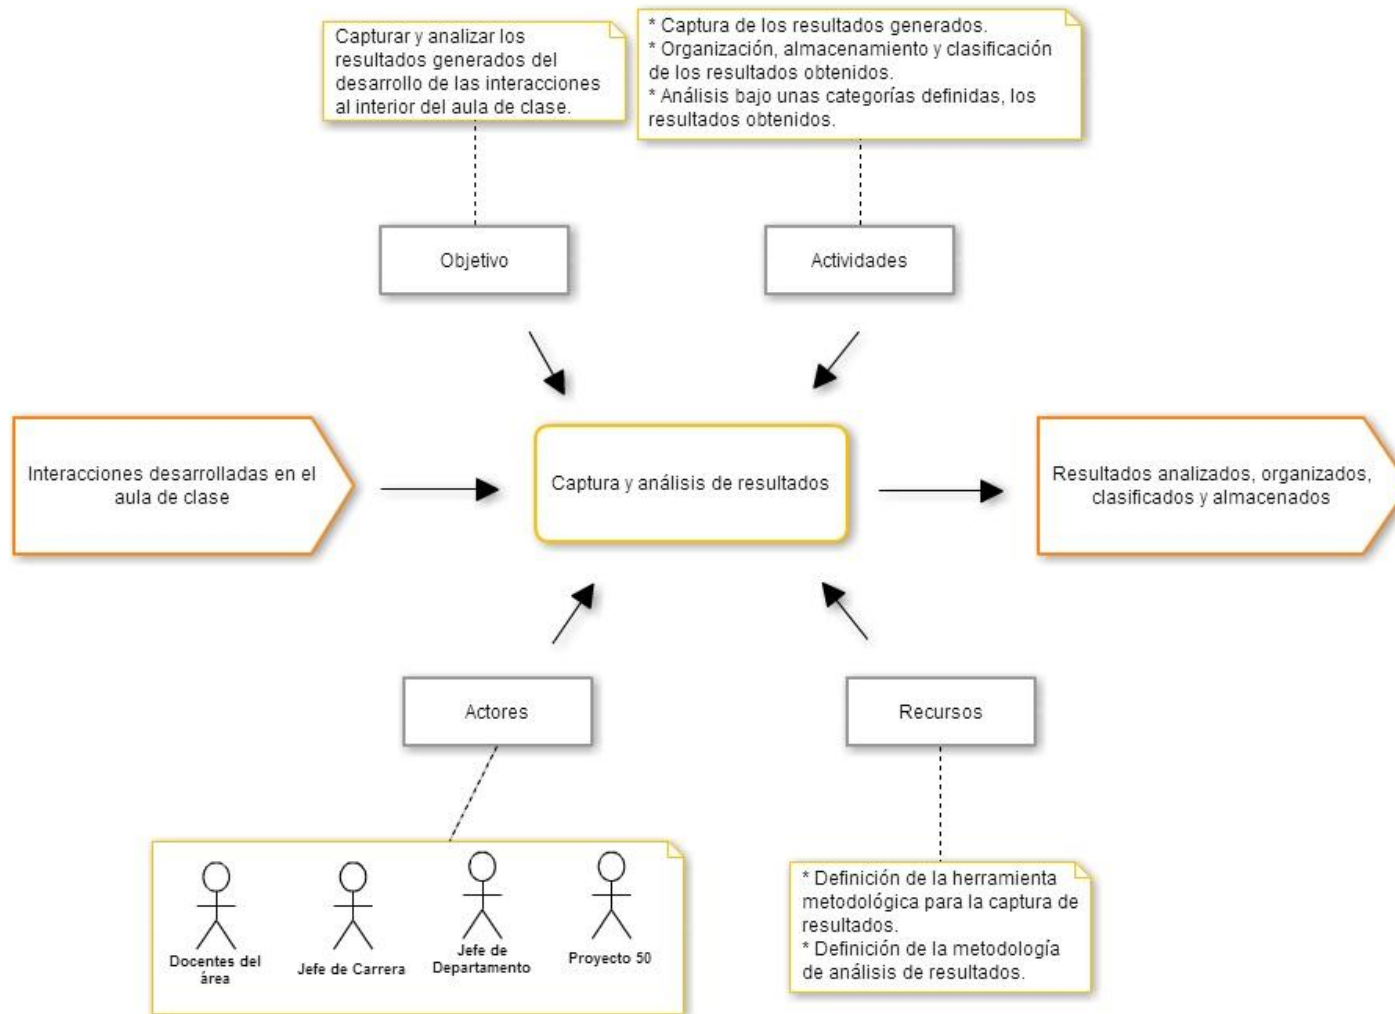 Capturar y analizar los
resultados generados del
desarrollo de las interacciones
al interior del aula de clase.
* Captura de los resultados generados.
* Organización, almacenamiento y clasificación
de los resultados obtenidos.
* Análisis bajo unas categorías definidas, los
resultados obtenidos.
Objetivo
Actividades
Interacciones desarrolladas en el
aula de clase
Captura y análisis de resultados
Resultados analizados, organizados,
clasificados y almacenados
Actores
Recursos
Docentes del
área
Jefe de Carrera
Jefe de
Departamento
Proyecto 50
* Definición de la herramienta
metodológica para la captura de
resultados.
* Definición de la metodología
de análisis de resultados.